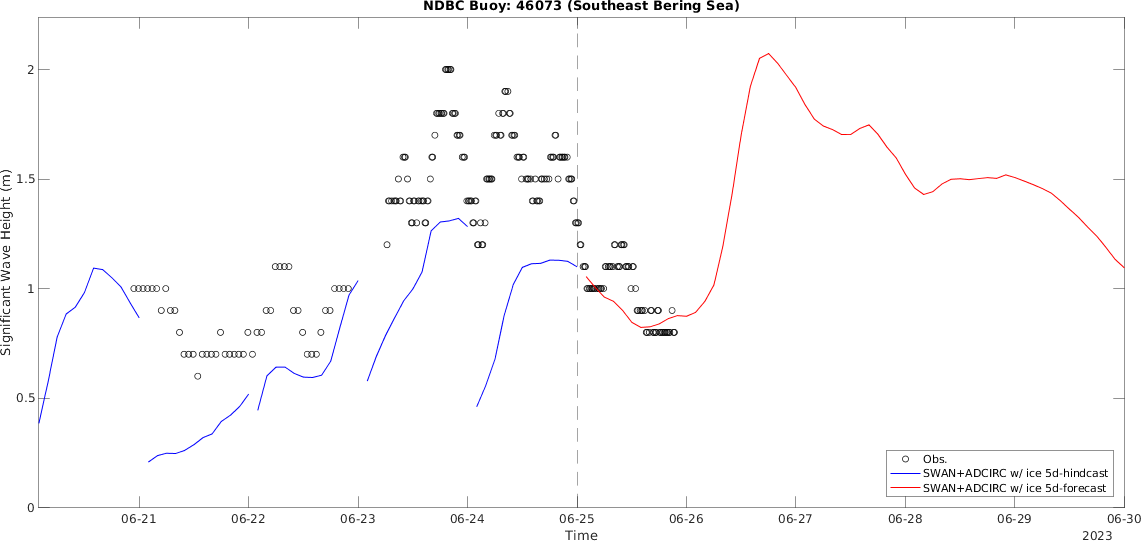 NDBC Buoy: 46073 (Southeast Bering Sea)
Significant Wave Height (m)
2
1.5
1
0.5
0
Obs.
SWAN+ADCIRC w/ ice 5d-hindcast
SWAN+ADCIRC w/ ice 5d-forecast
06-21 06-22 06-23 06-24 06-25 06-26 06-27 06-28 06-29 06-30
Time
2023